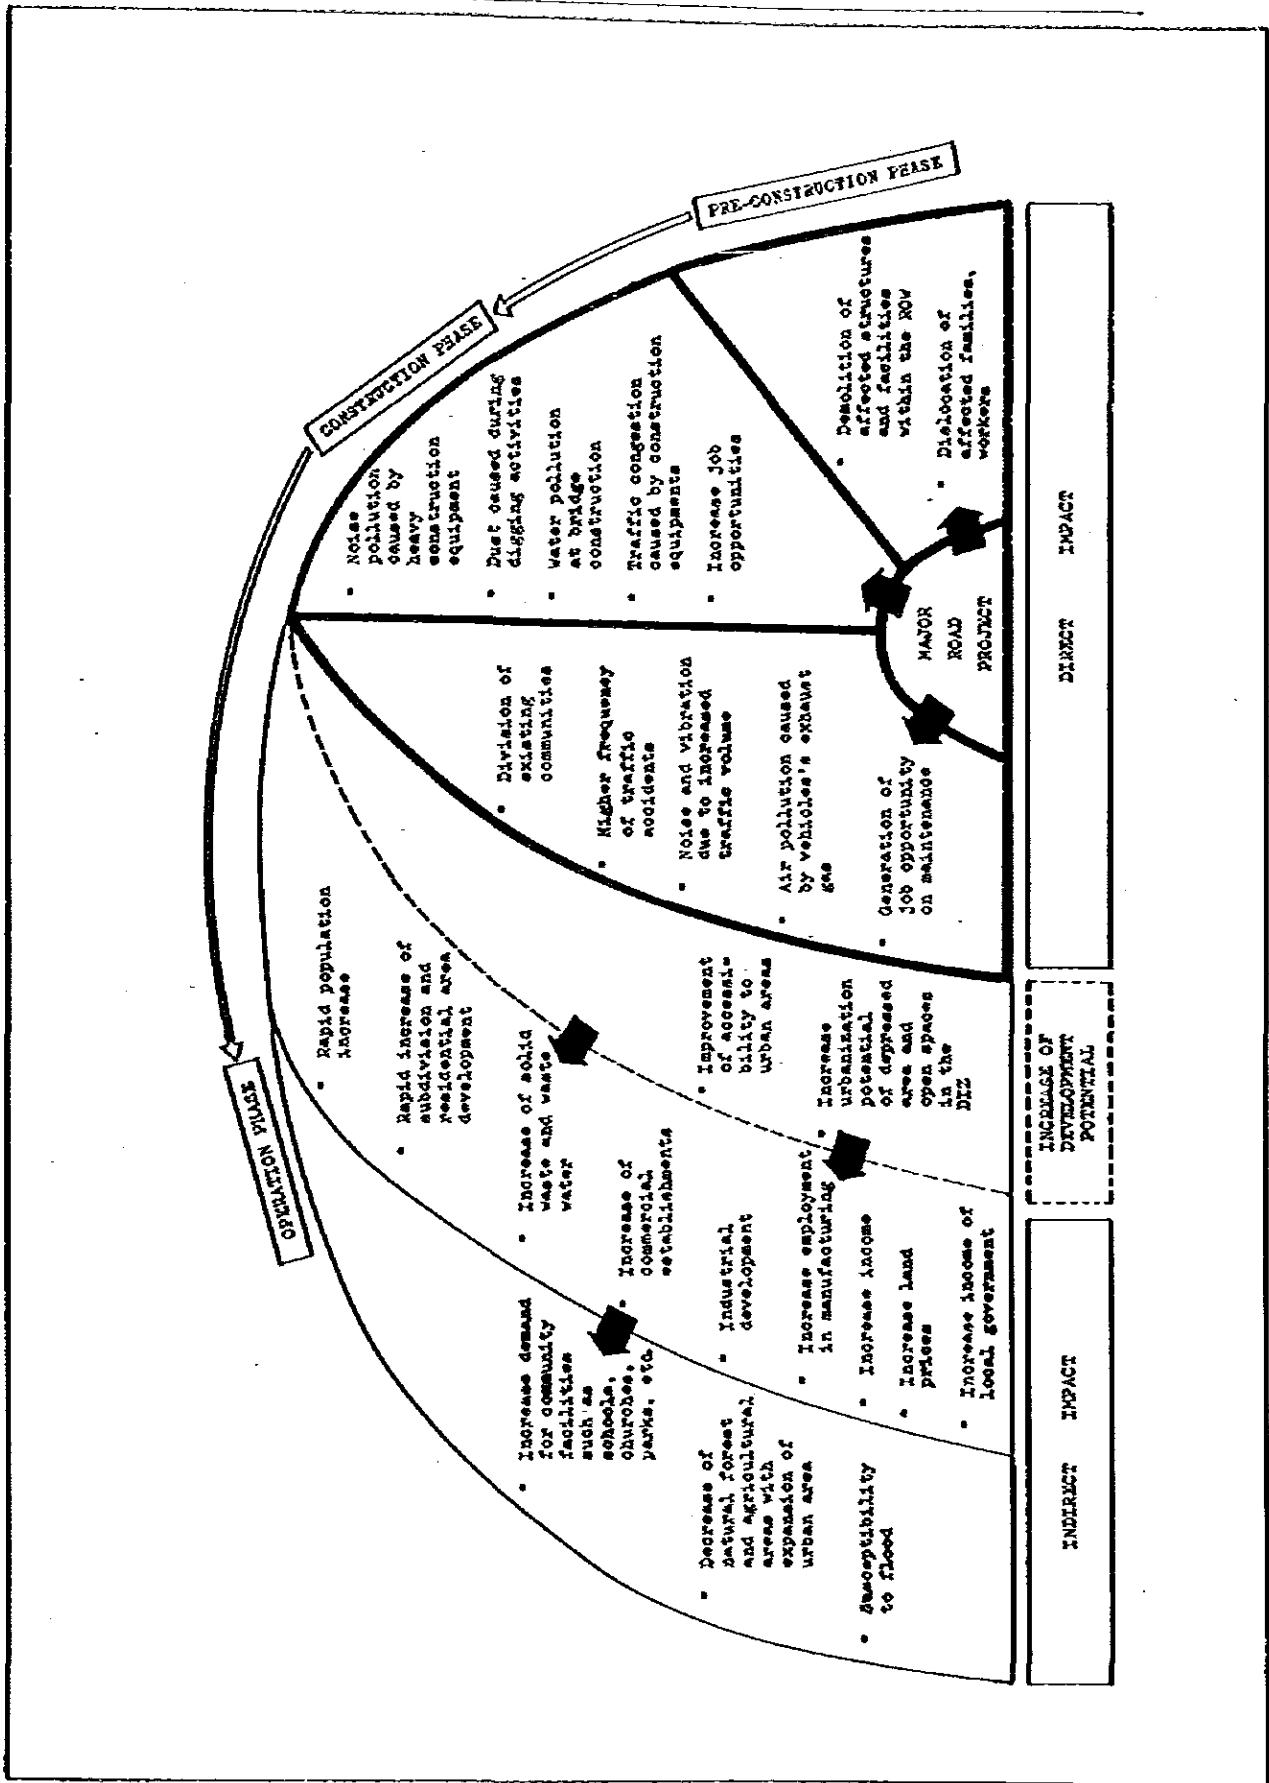 OPERATION PHASE
CONSTRUCTION PHASE
PRE-CONSTRUCTION PHASE
• Rapid population
increase
• Rapid increase of
subdivision and
residential area
development
• Increase of solid
waste and waste
water
• Increase of
commercial
establishments
• Industrial
development
• Increase employment
in manufacturing
• Increase income
• Increase land
prices
• Increase income of
local government
• Increase demand
for community
facilities
such as
schools,
churches,
parks, etc.
• Decrease of
natural forest
and agricultural
areas with
expansion of
urban area
• Susceptibility
to flood
• Improvement
of accessi-
bility to
urban areas
• Increase
urbanization
potential
of depressed
area and
open spaces
in the
DIZ
• Division of
existing
communities
• Higher frequency
of traffic
accidents
• Noise and vibration
due to increased
traffic volume
• Air pollution caused
by vehicles's exhaust
gas
• Generation of
job opportunity
on maintenance
• Noise
pollution
caused by
heavy
construction
equipment
• Dust caused during
digging activities
• Water pollution
at bridge
construction
• Traffic congestion
caused by construction
equipments
• Increase job
opportunities
• Demolition of
affected structures
and facilities
within the ROW
• Dislocation of
affected families,
workers
MAJOR
ROAD
PROJECT
INDIRECT IMPACT
INCREASE OF
DEVELOPMENT
POTENTIAL
DIRECT IMPACT